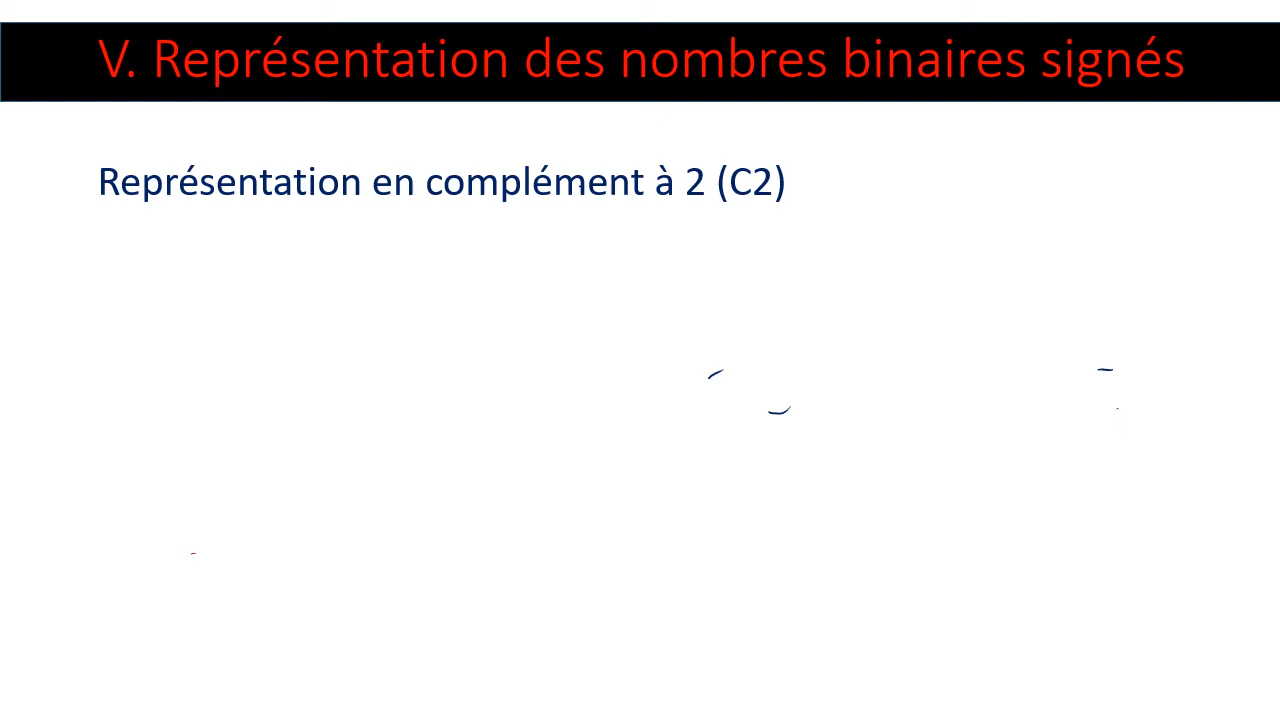 V. Représentation des nombres binaires signés
Représentation en complément à 2 (C2)